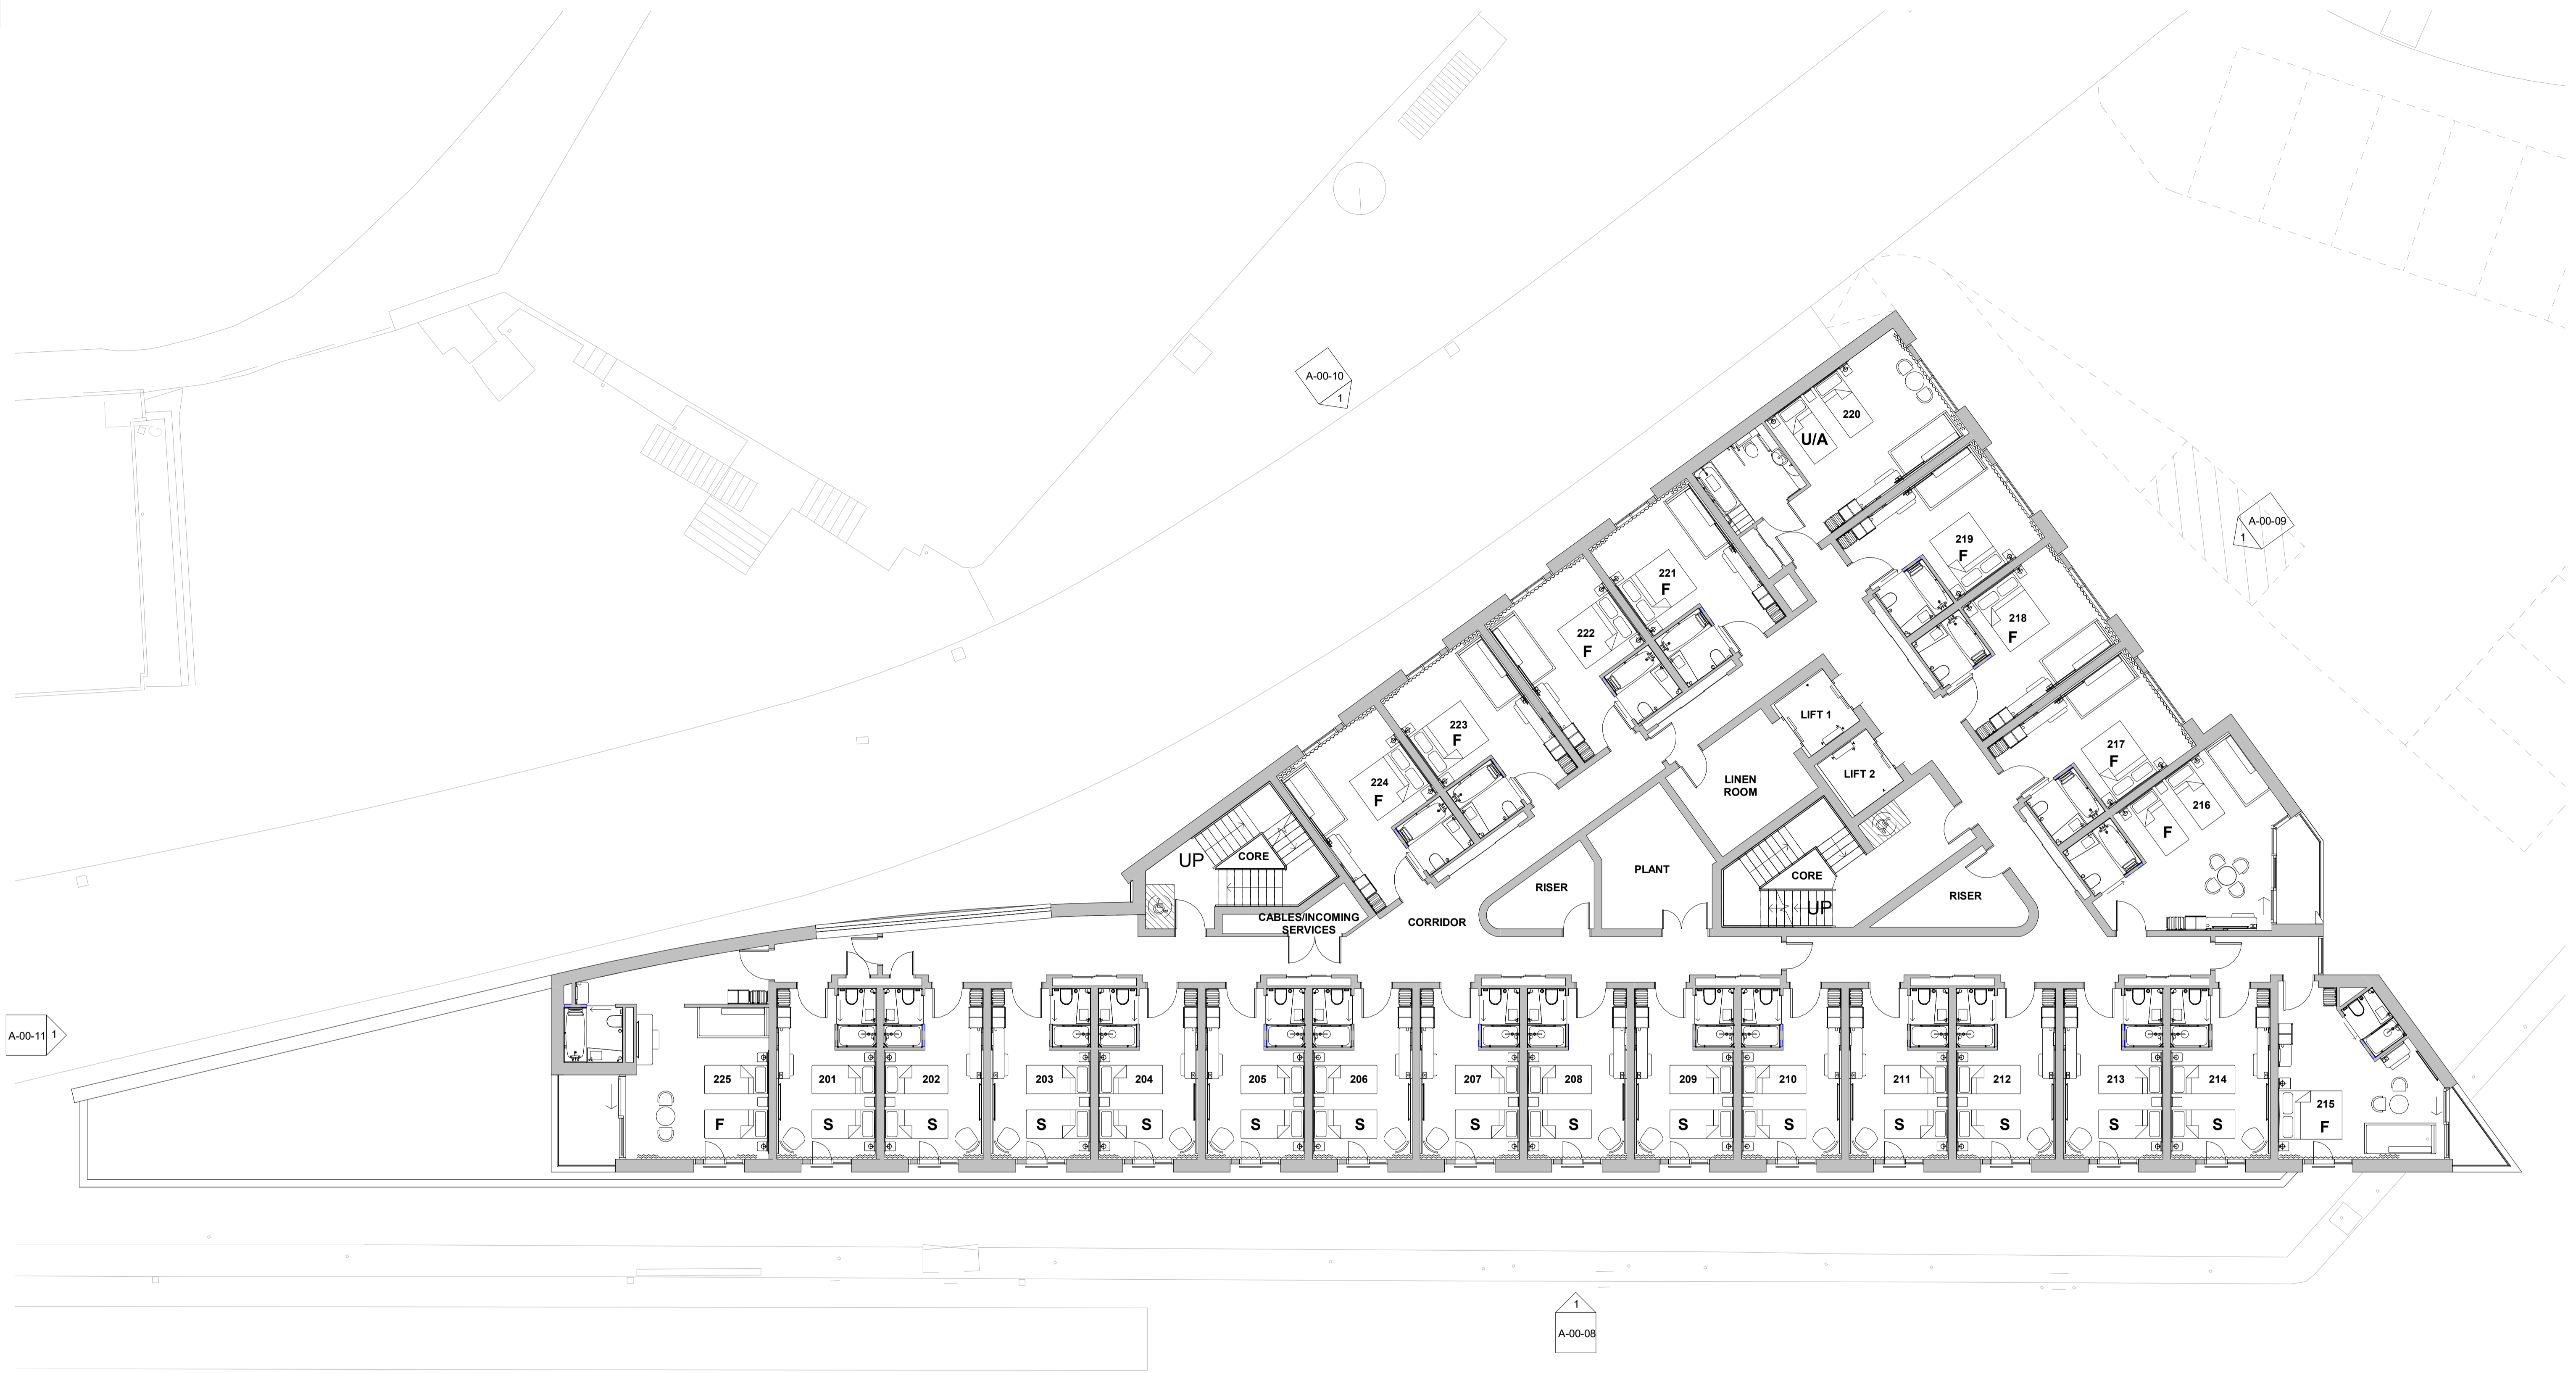 A-00-10
1
220
U/A
A-00-09
1
219
F
221
F
218
F
222
F
LIFT 1
223
F
217
F
LIFT 2
224
F
LINEN
ROOM
216
F
UP
CORE
PLANT
CORE
RISER
RISER
UP
CABLES/INCOMING
SERVICES
CORRIDOR
A-00-11
1
225
201
202
203
204
205
206
207
208
209
210
211
212
213
214
215
F
S
S
S
S
S
S
S
S
S
S
S
S
S
S
F
1
A-00-08